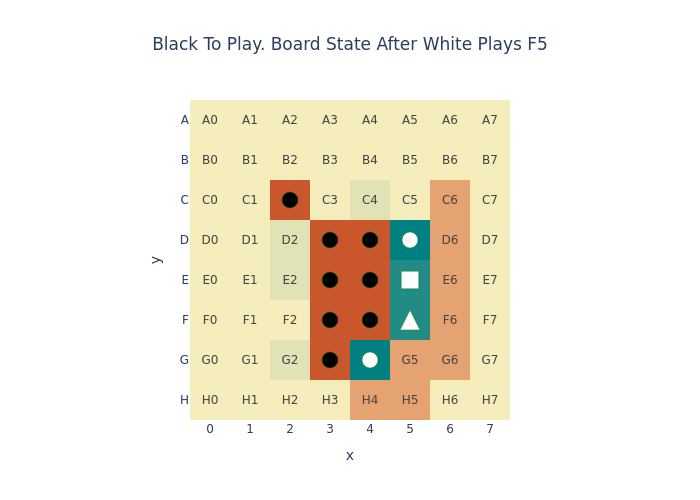 Black To Play. Board State After White Plays F5
A A0 A1 A2 A3 A4 A5 A6 A7
B B0 B1 B2 B3 B4 B5 B6 B7
C C0 C1 C3 C4 C5 C6 C7
D D0 D1 D2 D6 D7
E E0 E1 E2 E6 E7
F F0 F1 F2 F6 F7
G G0 G1 G2 G5 G6 G7
H H0 H1 H2 H3 H4 H5 H6 H7
0 1 2 3 4 5 6 7
x
y